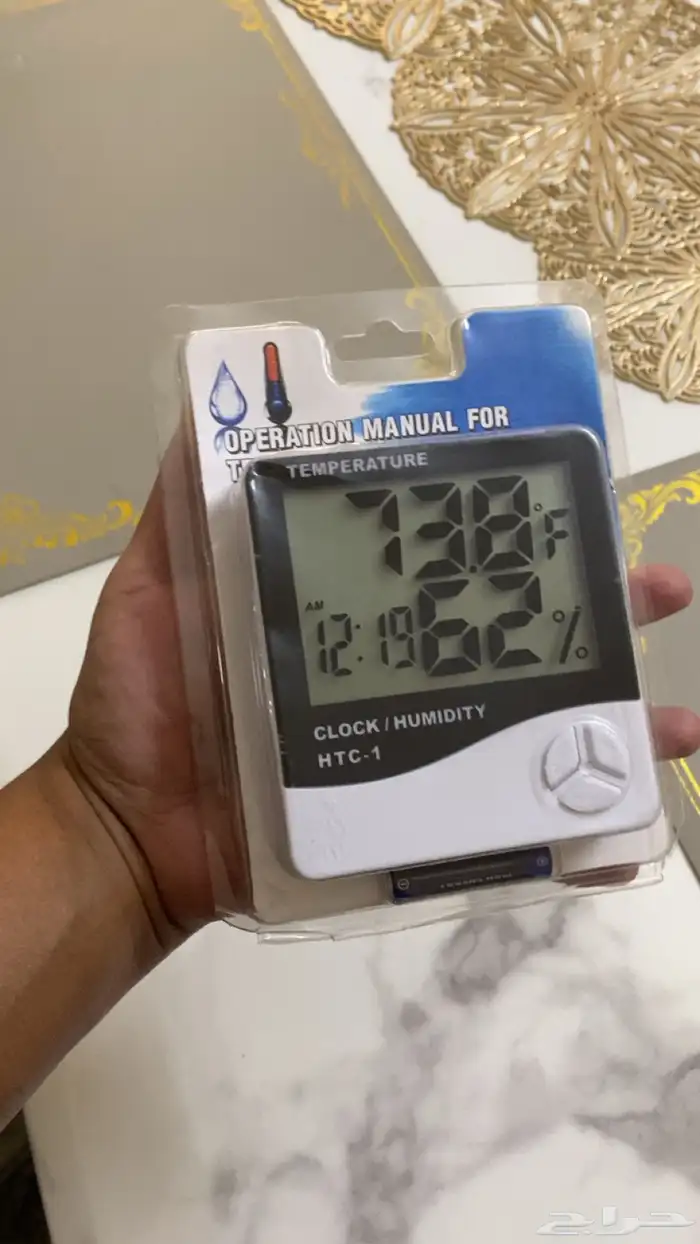 OPERATION MANUAL FOR
TEMPERATURE
73.8°F
AM
12:19 62%
CLOCK / HUMIDITY
HTC-1
حراج